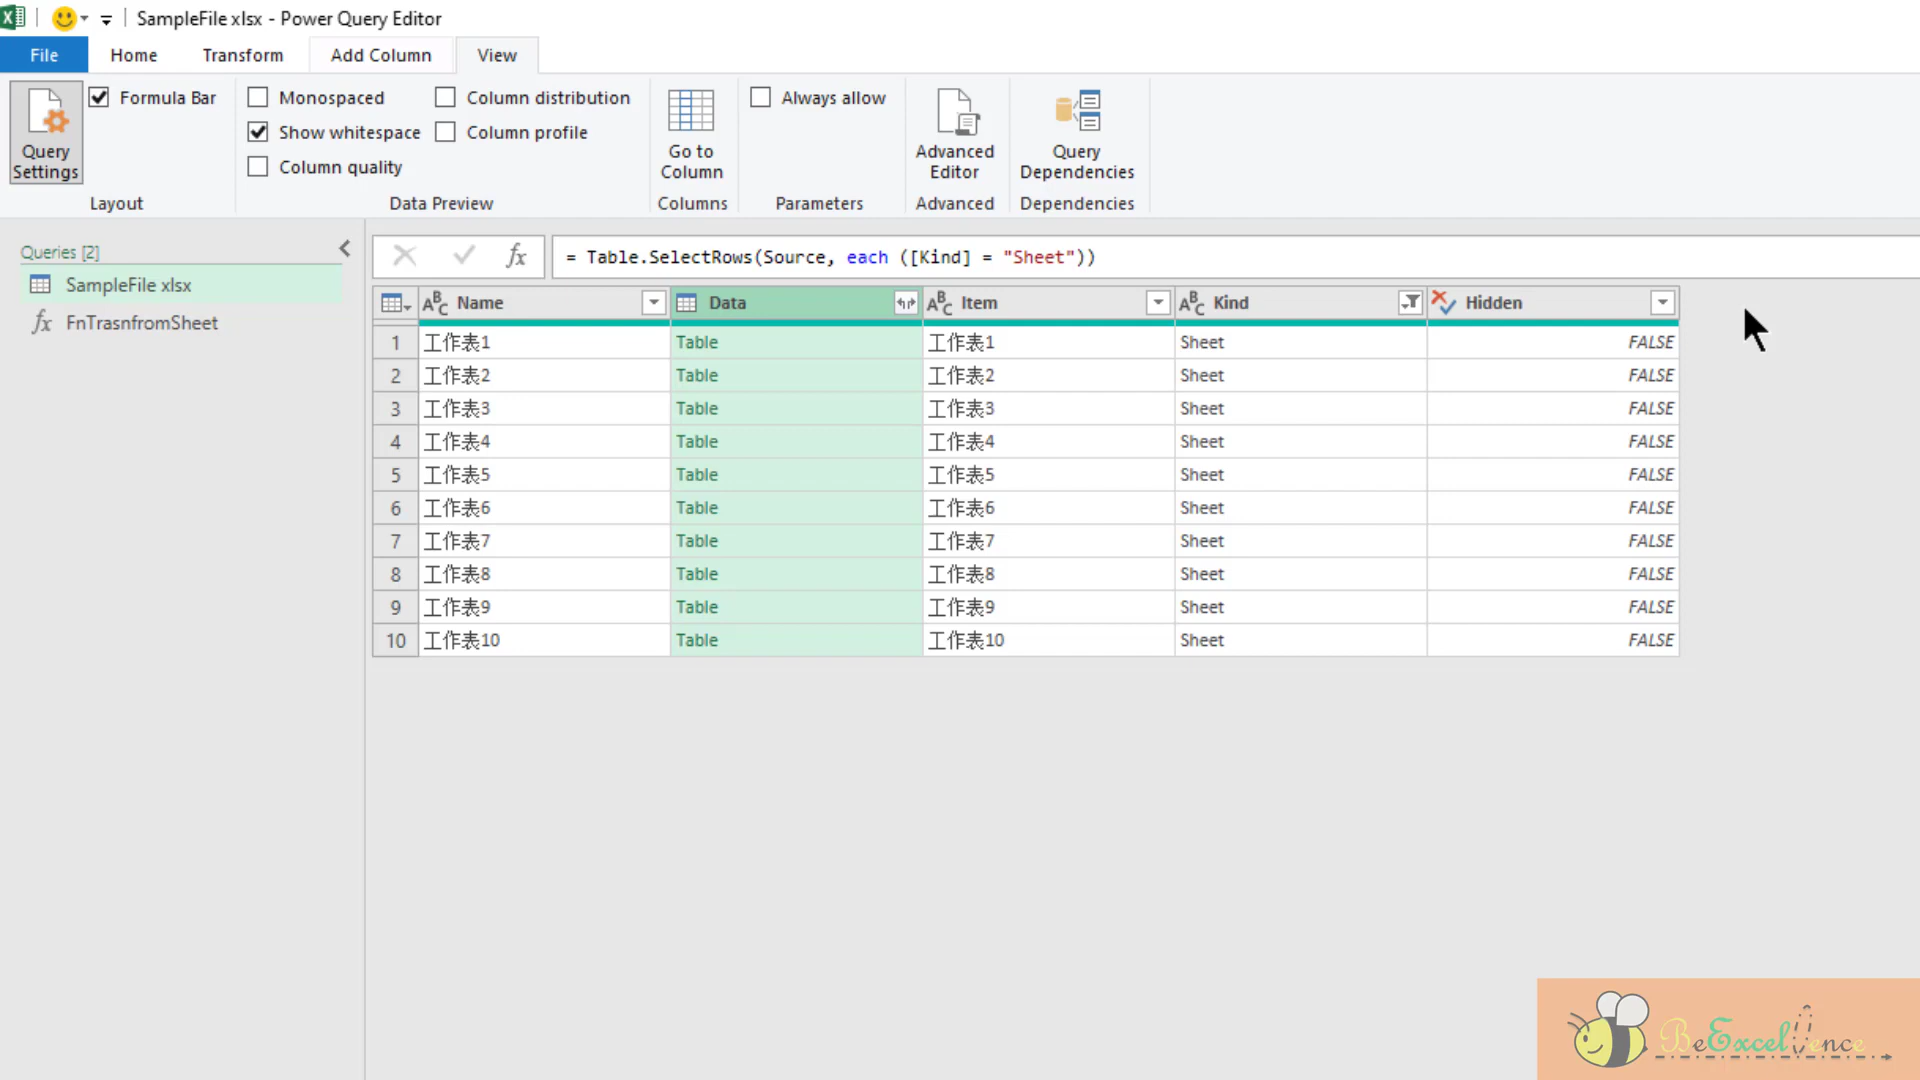 SampleFile xlsx - Power Query Editor
File Home Transform Add Column View
Query Settings
Formula Bar
Layout
Monospaced Column distribution
Show whitespace Column profile
Column quality
Data Preview
Go to Column
Columns
Always allow
Parameters
Advanced Editor
Advanced
Query Dependencies
Dependencies
Queries [2]
SampleFile xlsx
fx FnTrasnfromSheet
fx = Table.SelectRows(Source, each ([Kind] = "Sheet"))
ABC Name Data ABC Item ABC Kind Hidden
1 工作表1 Table 工作表1 Sheet FALSE
2 工作表2 Table 工作表2 Sheet FALSE
3 工作表3 Table 工作表3 Sheet FALSE
4 工作表4 Table 工作表4 Sheet FALSE
5 工作表5 Table 工作表5 Sheet FALSE
6 工作表6 Table 工作表6 Sheet FALSE
7 工作表7 Table 工作表7 Sheet FALSE
8 工作表8 Table 工作表8 Sheet FALSE
9 工作表9 Table 工作表9 Sheet FALSE
10 工作表10 Table 工作表10 Sheet FALSE
BeExcellence